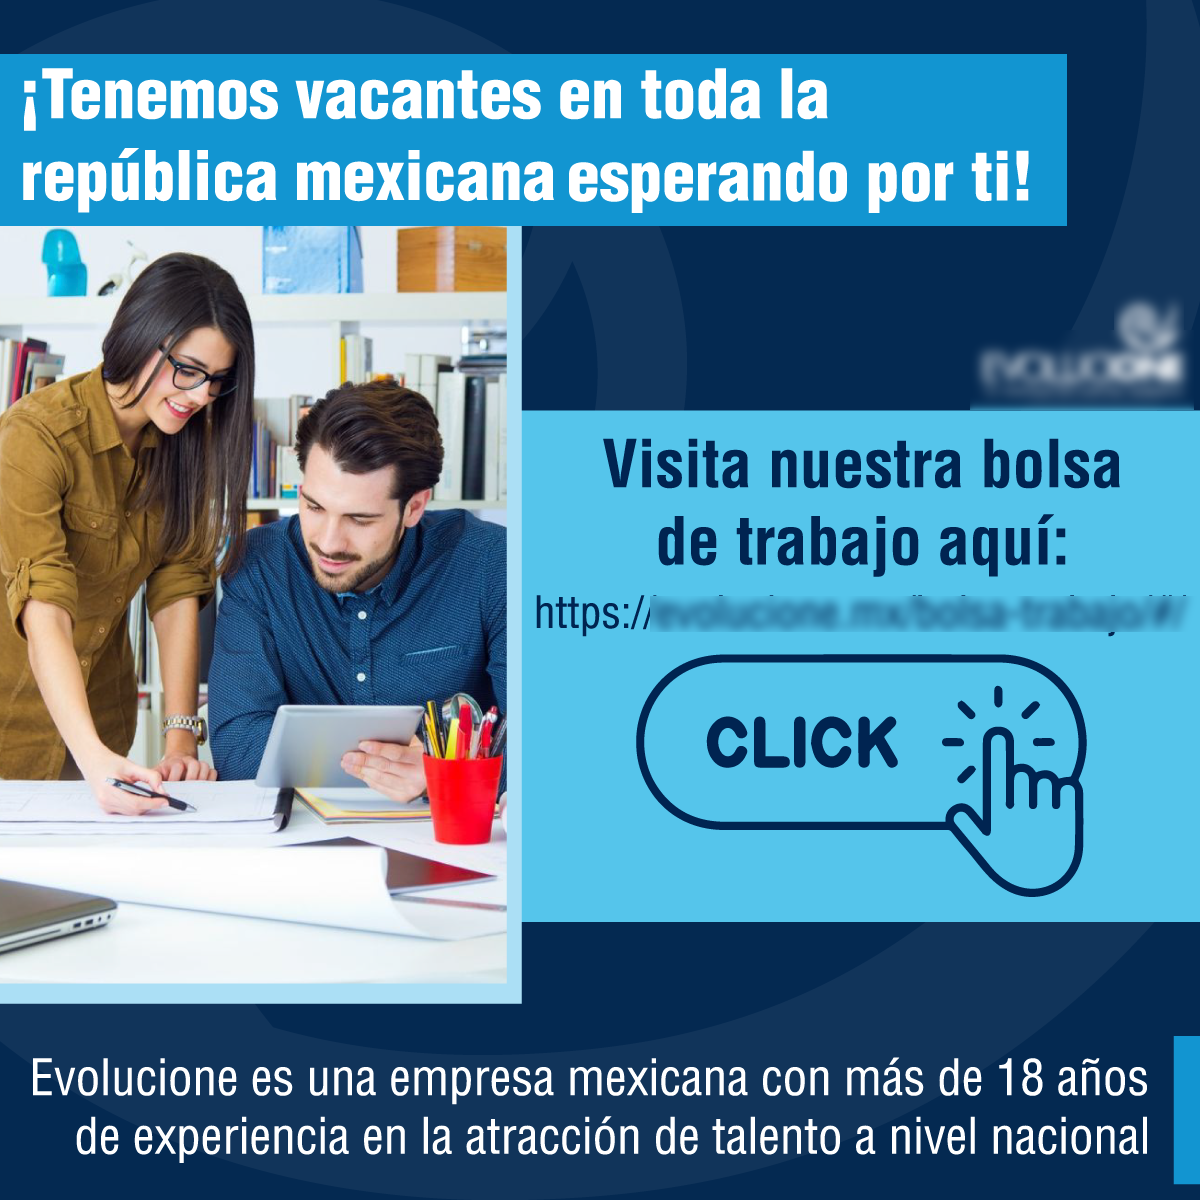 ¡Tenemos vacantes en toda la
república mexicana esperando por ti!
Visita nuestra bolsa
de trabajo aquí:
https://
CLICK
Evolucione es una empresa mexicana con más de 18 años
de experiencia en la atracción de talento a nivel nacional